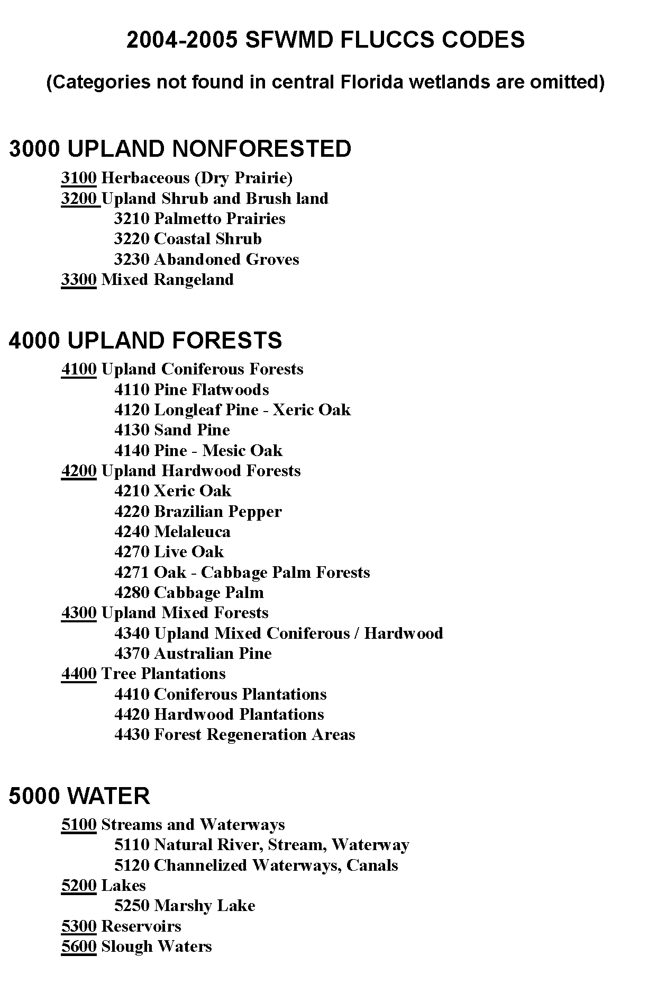 2004-2005 SFWMD FLUCCS CODES
(Categories not found in central Florida wetlands are omitted)
3000 UPLAND NONFORESTED
3100 Herbaceous (Dry Prairie)
3200 Upland Shrub and Brush land
3210 Palmetto Prairies
3220 Coastal Shrub
3230 Abandoned Groves
3300 Mixed Rangeland
4000 UPLAND FORESTS
4100 Upland Coniferous Forests
4110 Pine Flatwoods
4120 Longleaf Pine - Xeric Oak
4130 Sand Pine
4140 Pine - Mesic Oak
4200 Upland Hardwood Forests
4210 Xeric Oak
4220 Brazilian Pepper
4240 Melaleuca
4270 Live Oak
4271 Oak - Cabbage Palm Forests
4280 Cabbage Palm
4300 Upland Mixed Forests
4340 Upland Mixed Coniferous / Hardwood
4370 Australian Pine
4400 Tree Plantations
4410 Coniferous Plantations
4420 Hardwood Plantations
4430 Forest Regeneration Areas
5000 WATER
5100 Streams and Waterways
5110 Natural River, Stream, Waterway
5120 Channelized Waterways, Canals
5200 Lakes
5250 Marshy Lake
5300 Reservoirs
5600 Slough Waters